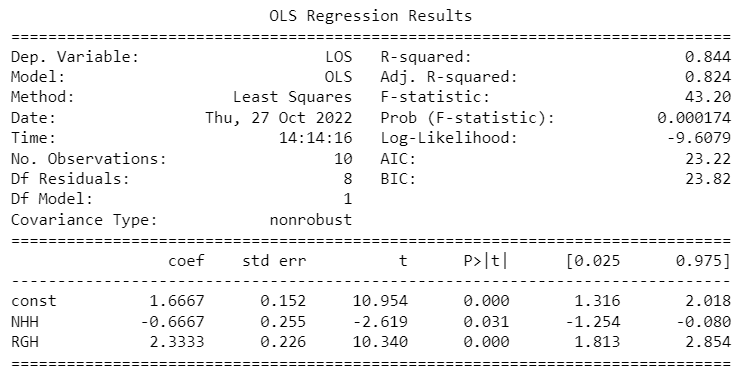 OLS Regression Results
==============================================================================
Dep. Variable: LOS R-squared: 0.844
Model: OLS Adj. R-squared: 0.824
Method: Least Squares F-statistic: 43.20
Date: Thu, 27 Oct 2022 Prob (F-statistic): 0.000174
Time: 14:14:16 Log-Likelihood: -9.6079
No. Observations: 10 AIC: 23.22
Df Residuals: 8 BIC: 23.82
Df Model: 1
Covariance Type: nonrobust
==============================================================================
coef std err t P>|t| [0.025 0.975]
------------------------------------------------------------------------------
const 1.6667 0.152 10.954 0.000 1.316 2.018
NHH -0.6667 0.255 -2.619 0.031 -1.254 -0.080
RGH 2.3333 0.226 10.340 0.000 1.813 2.854
==============================================================================